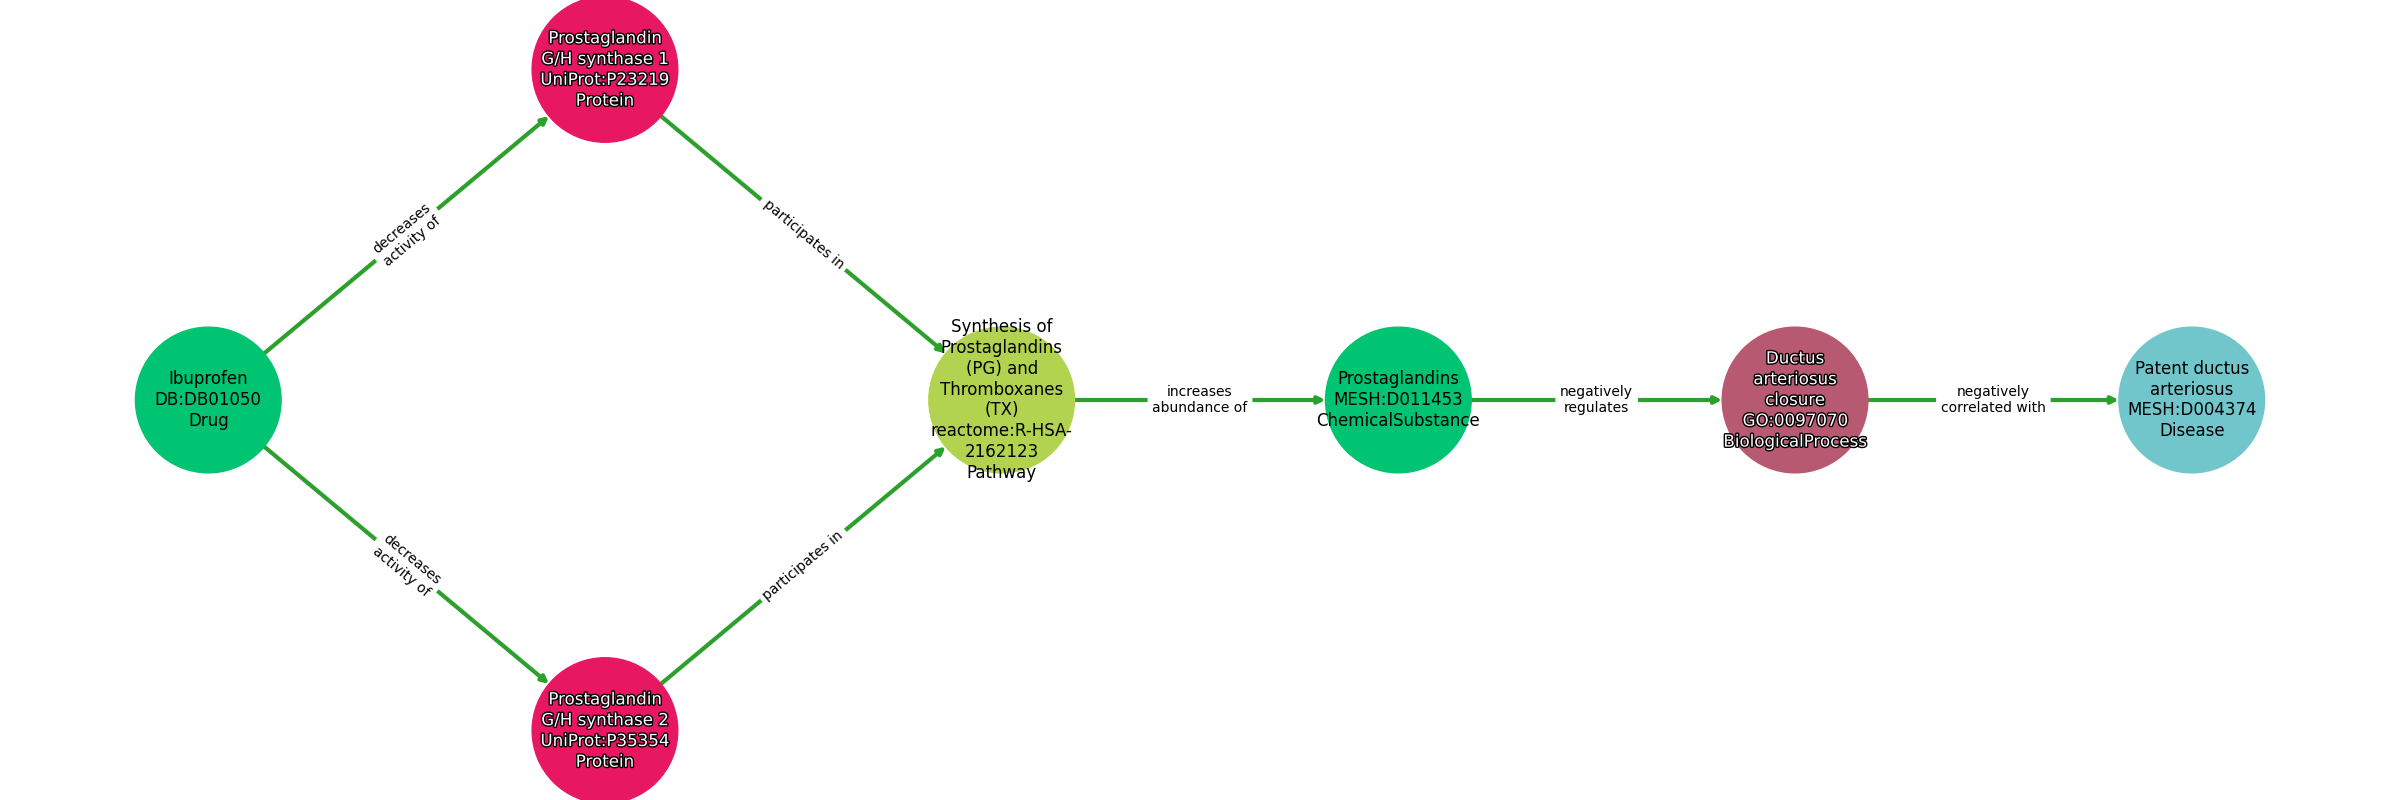 Prostaglandin
G/H synthase 1
UniProt:P23219
Protein
decreases
activity of
participates in
Ibuprofen
DB:DB01050
Drug
Synthesis of
Prostaglandins
(PG) and
Thromboxanes
(TX)
reactome:R-HSA-
2162123
Pathway
increases
abundance of
Prostaglandins
MESH:D011453
ChemicalSubstance
negatively
regulates
Ductus
arteriosus
closure
GO:0097070
BiologicalProcess
negatively
correlated with
Patent ductus
arteriosus
MESH:D004374
Disease
decreases
activity of
participates in
Prostaglandin
G/H synthase 2
UniProt:P35354
Protein